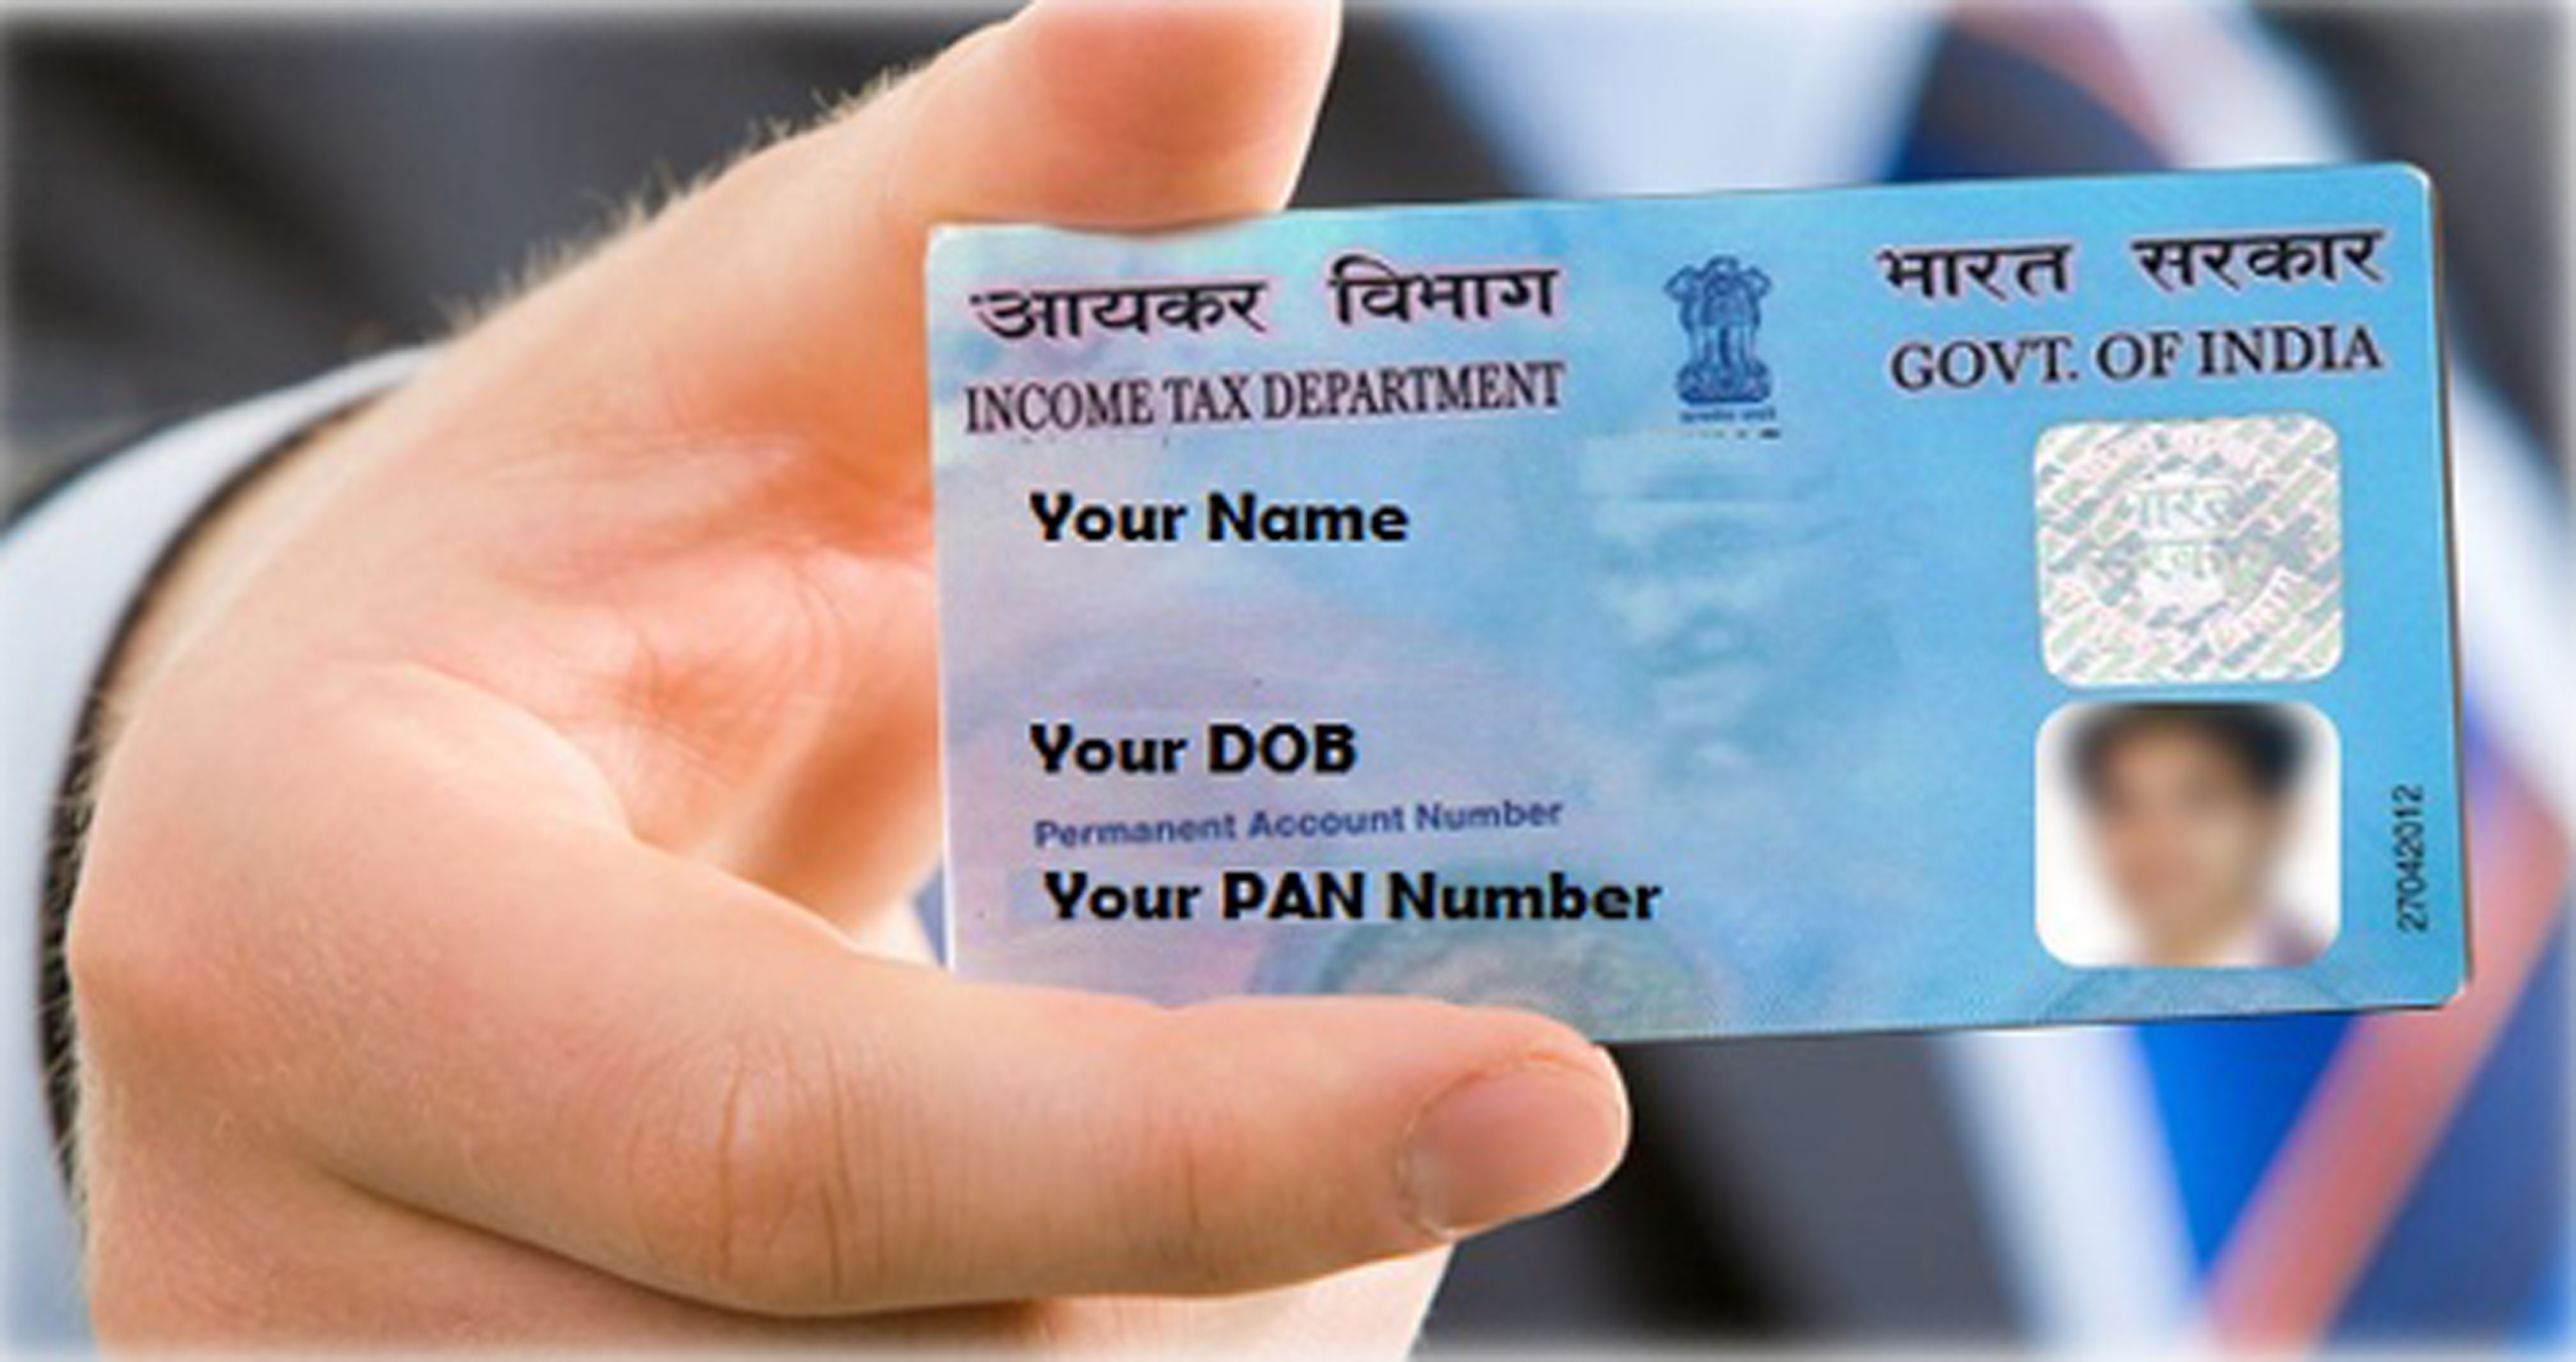 आयकर विभाग
INCOME TAX DEPARTMENT
भारत सरकार
GOVT. OF INDIA
Your Name
Your DOB
Permanent Account Number
Your PAN Number
27042012